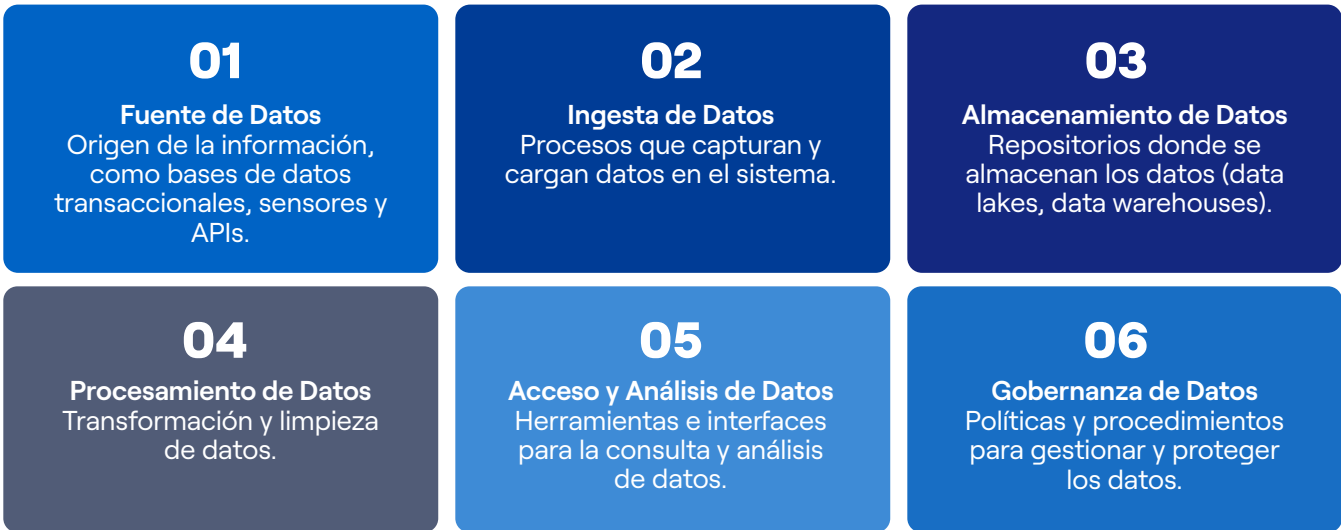 01
Fuente de Datos
Origen de la información,
como bases de datos
transaccionales, sensores y
APIs.
02
Ingesta de Datos
Procesos que capturan y
cargan datos en el sistema.
03
Almacenamiento de Datos
Repositorios donde se
almacenan los datos (data
lakes, data warehouses).
04
Procesamiento de Datos
Transformación y limpieza
de datos.
05
Acceso y Análisis de Datos
Herramientas e interfaces
para la consulta y análisis
de datos.
06
Gobernanza de Datos
Políticas y procedimientos
para gestionar y proteger
los datos.